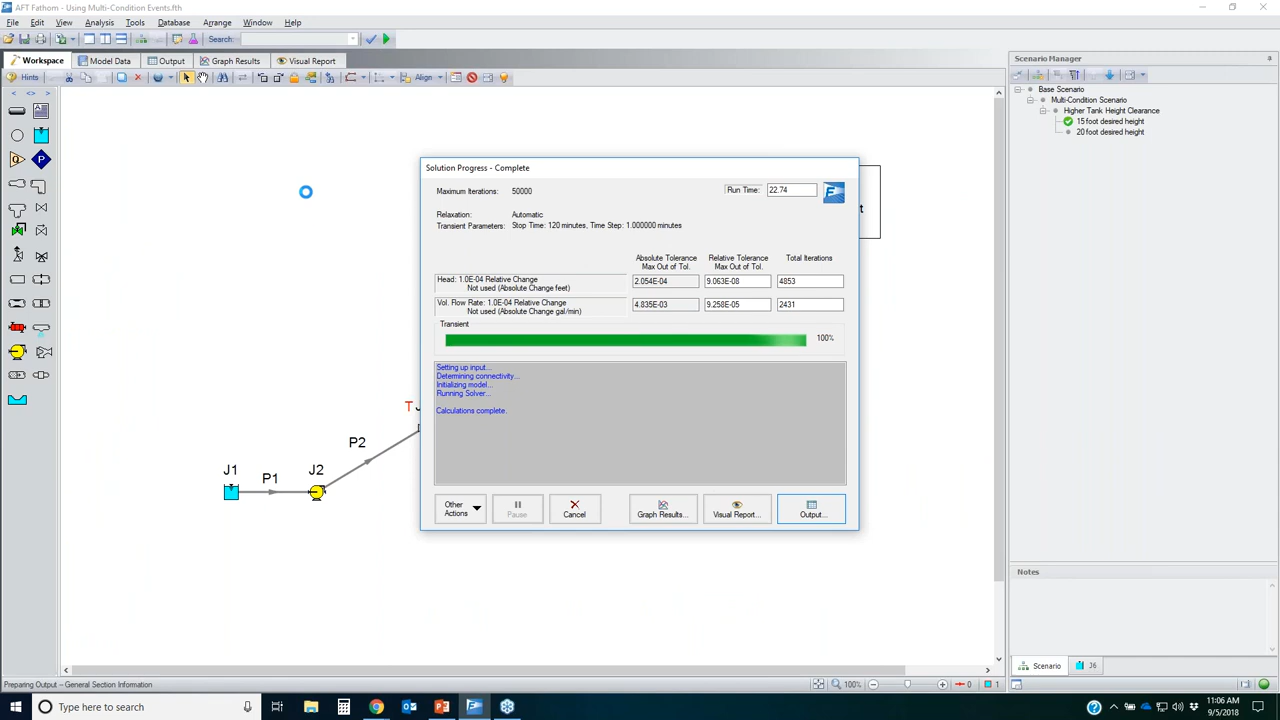 AFT Fathom - Using Multi-Condition Events.fth
File Edit View Analysis Tools Database Arrange Window Help
Search:
Workspace Model Data Output Graph Results Visual Report
Scenario Manager
Hints
Align
Base Scenario
Multi-Condition Scenario
Higher Tank Height Clearance
15 foot desired height
20 foot desired height
Solution Progress - Complete
Maximum Iterations: 50000
Run Time: 22.74
Relaxation: Automatic
Transient Parameters: Stop Time: 120 minutes, Time Step: 1.000000 minutes
Absolute Tolerance Max Out of Tol.
Relative Tolerance Max Out of Tol.
Total Iterations
Head: 1.0E-04 Relative Change
Not used (Absolute Change feet)
2.054E-04 9.063E-08 4853
Vol. Flow Rate: 1.0E-04 Relative Change
Not used (Absolute Change gal/min)
4.835E-03 9.258E-05 2431
Transient
100%
Setting up input...
Determining connectivity...
Initializing model...
Running Solver...
Calculations complete.
Other Actions
Pause
Cancel
Graph Results...
Visual Report...
Output...
t
T J
P2
J1
P1
J2
Notes
Scenario J6
Preparing Output -- General Section Information
100%
0
1
Type here to search
11:06 AM
9/5/2018